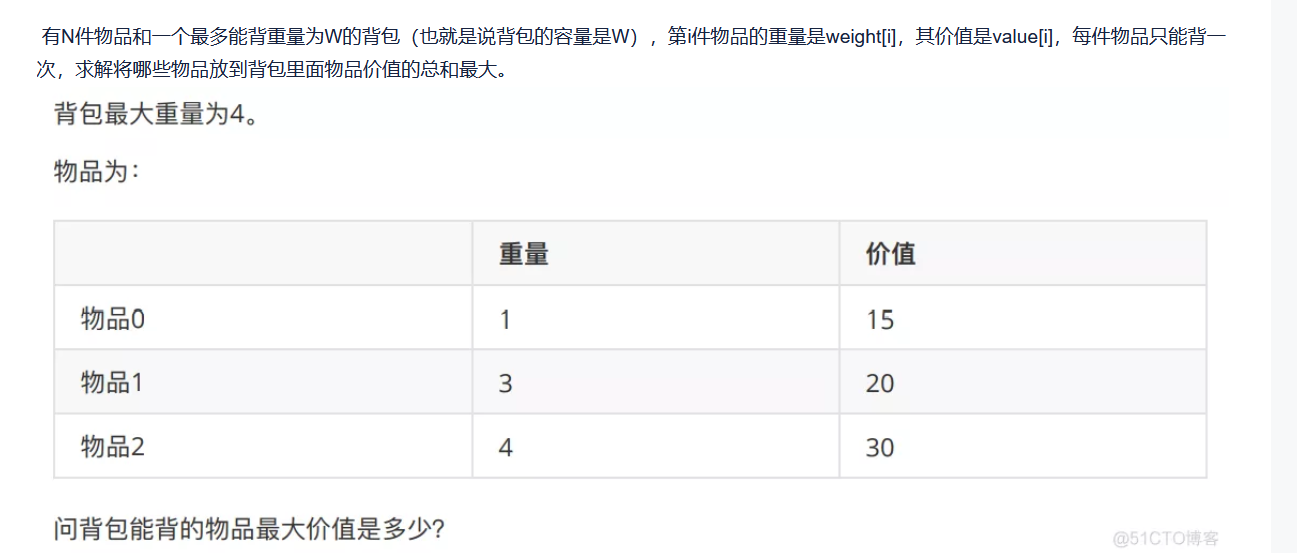 有N件物品和一个最多能背重量为W的背包（也就是说背包的容量是W），第i件物品的重量是weight[i]，其价值是value[i]，每件物品只能背一
次，求解将哪些物品放到背包里面物品价值的总和最大。
背包最大重量为4。
物品为：
重量 价值
物品0 1 15
物品1 3 20
物品2 4 30
问背包能背的物品最大价值是多少？
@51CTO博客